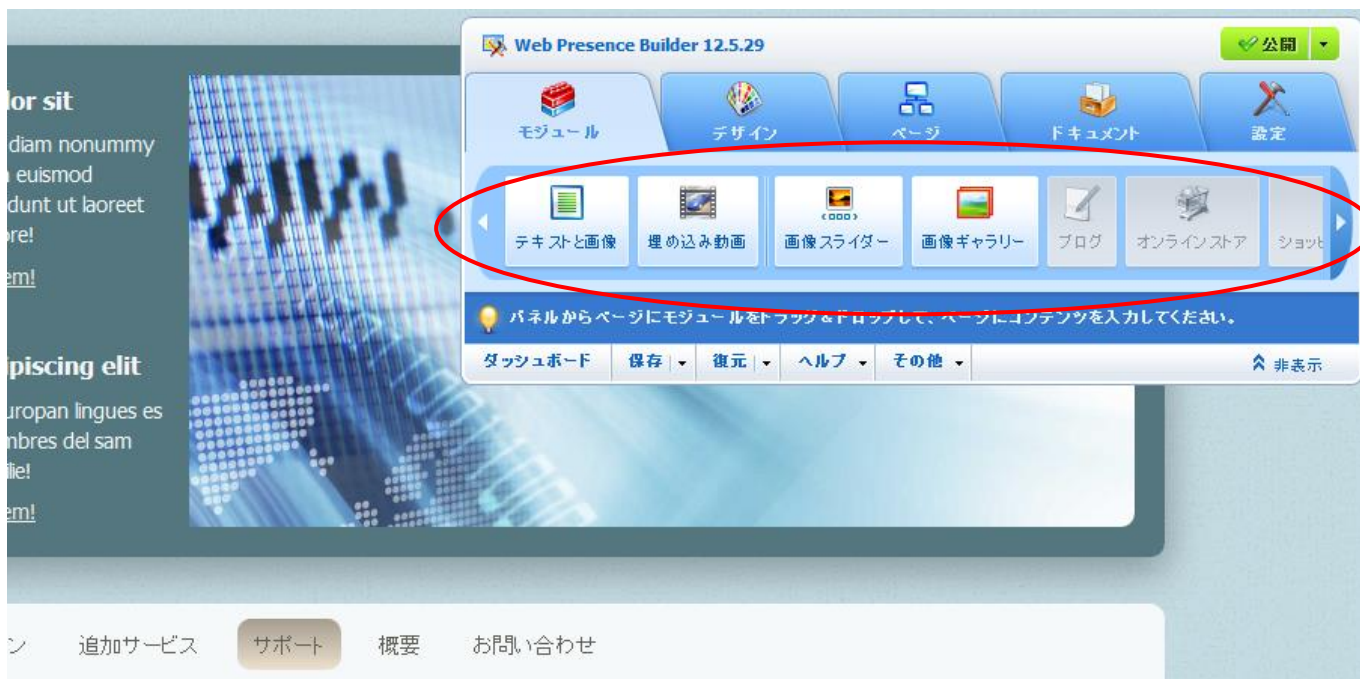 lor sit
diam nonummy
euismod
dunt ut laoreet
ore!
em!
ipiscing elit
uropan lingues es
mbres del sam
ilie!
em!
Web Presence Builder 12.5.29
公開
モジュール
デザイン
ページ
ドキュメント
設定
テキストと画像
埋め込み動画
画像スライダー
画像ギャラリー
ブログ
オンラインストア
ショッピ
パネルからページにモジュールをドラッグ&ドロップして、ページにコンテンツを入力してください。
ダッシュボード 保存 復元 ヘルプ その他 非表示
ン 追加サービス サポート 概要 お問い合わせ